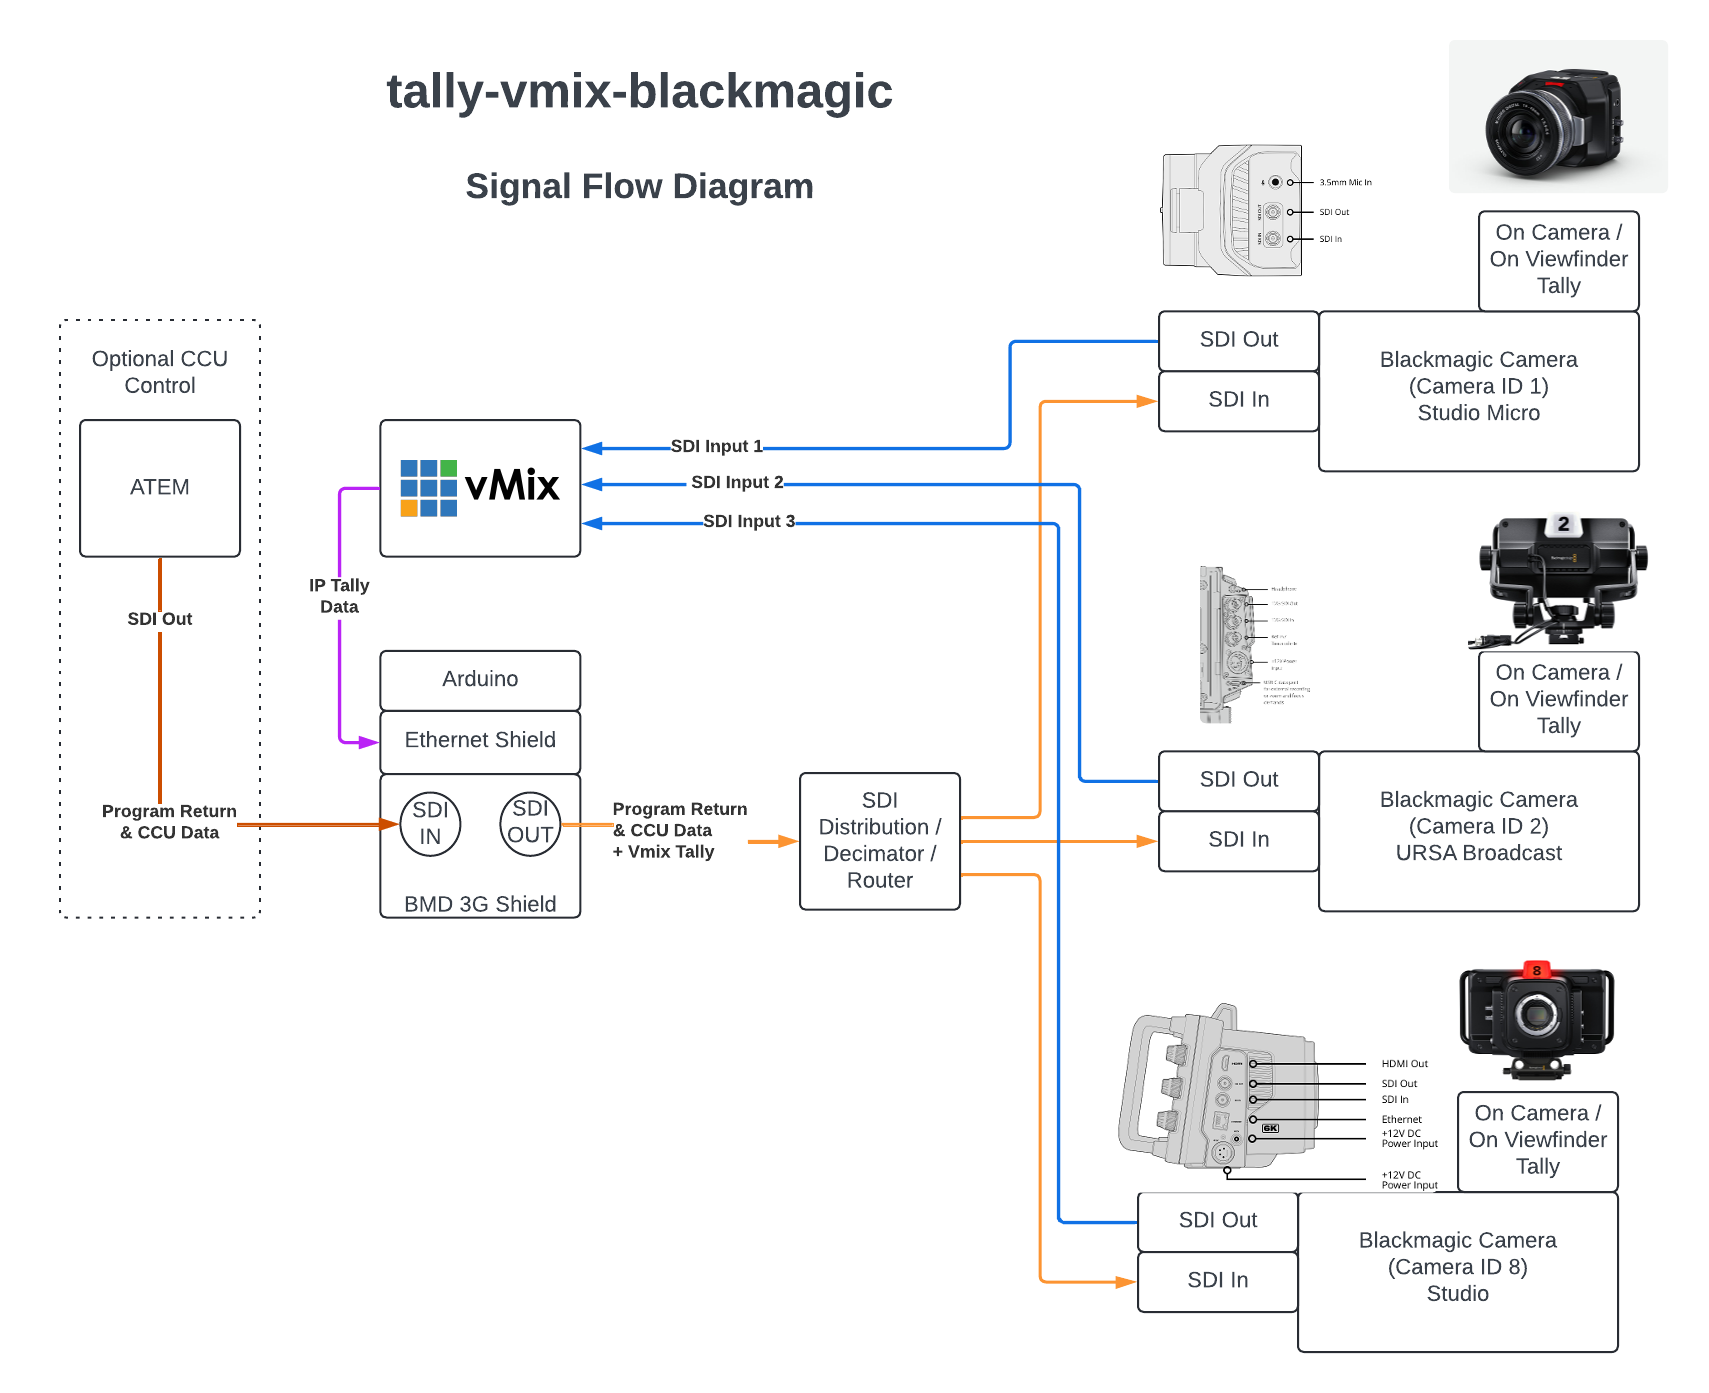 tally-vmix-blackmagic
Signal Flow Diagram
3.5mm Mic In
SDI Out
SDI In
On Camera /
On Viewfinder
Tally
SDI Out
SDI In
Blackmagic Camera
(Camera ID 1)
Studio Micro
Optional CCU
Control
ATEM
SDI Out
Program Return
& CCU Data
vMix
SDI Input 1
SDI Input 2
SDI Input 3
IP Tally
Data
Arduino
Ethernet Shield
SDI
IN
SDI
OUT
BMD 3G Shield
Program Return
& CCU Data
+ Vmix Tally
SDI
Distribution /
Decimator /
Router
2
On Camera /
On Viewfinder
Tally
SDI Out
SDI In
Blackmagic Camera
(Camera ID 2)
URSA Broadcast
8
HDMI Out
SDI Out
SDI In
Ethernet
+12V DC
Power Input
+12V DC
Power Input
6K
On Camera /
On Viewfinder
Tally
SDI Out
SDI In
Blackmagic Camera
(Camera ID 8)
Studio